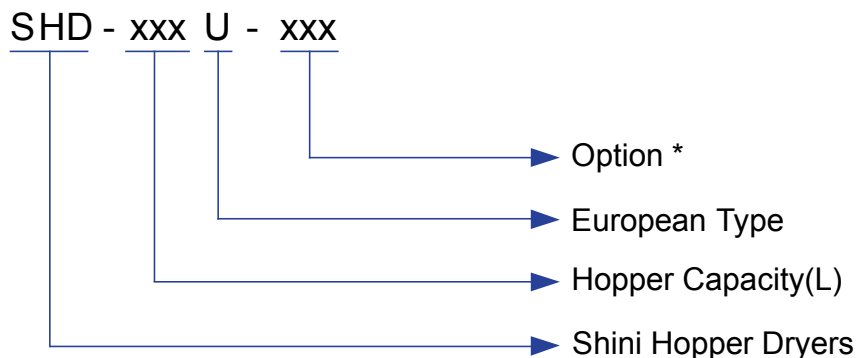 SHD - xxx U - xxx
Option *
European Type
Hopper Capacity(L)
Shini Hopper Dryers